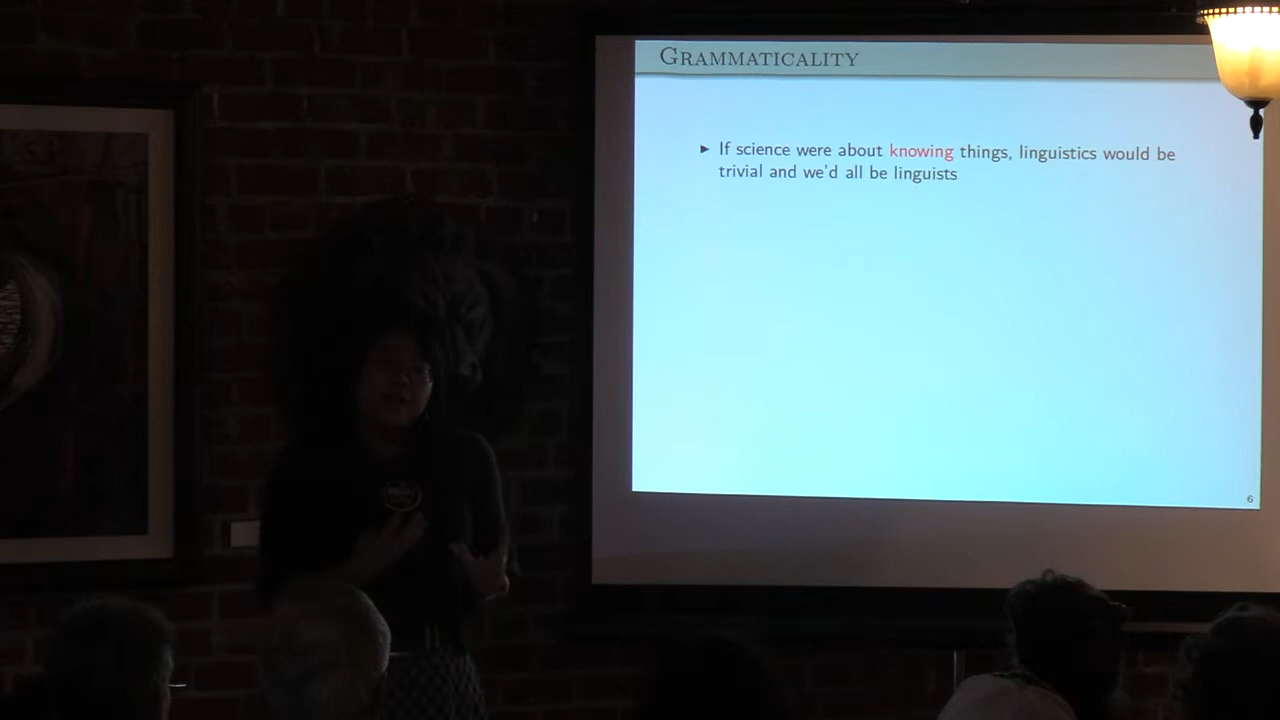 GRAMMATICALITY
▶ If science were about knowing things, linguistics would be
trivial and we'd all be linguists
6